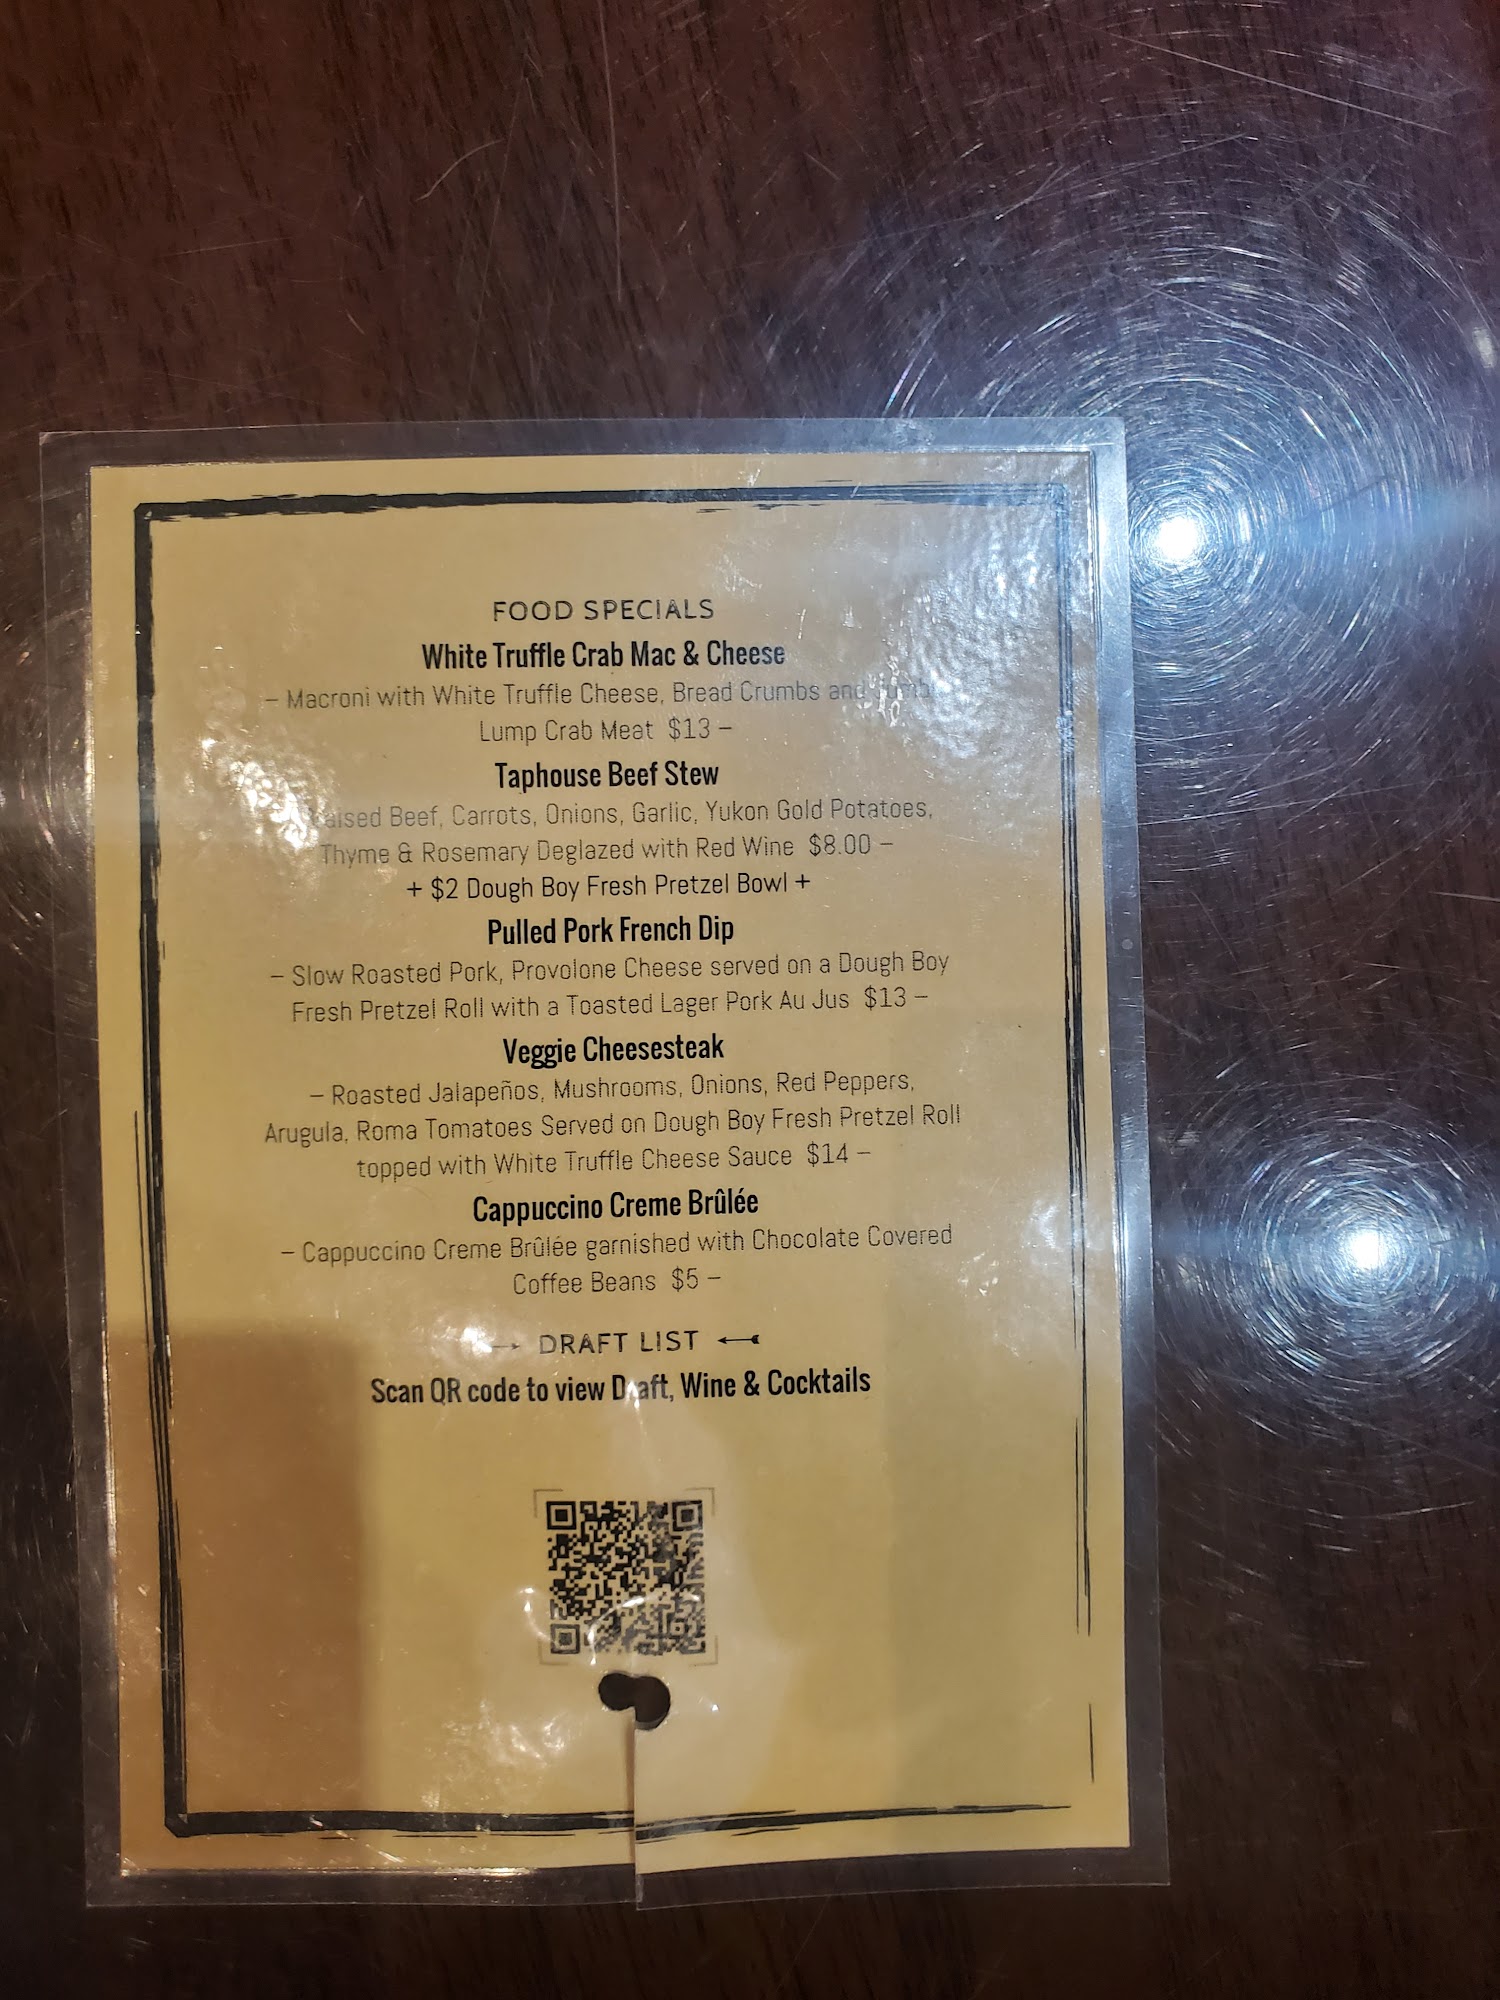 FOOD SPECIALS
White Truffle Crab Mac & Cheese
– Macroni with White Truffle Cheese, Bread Crumbs and
Lump Crab Meat $13 –
Taphouse Beef Stew
Beef, Carrots, Onions, Garlic, Yukon Gold Potatoes,
Thyme & Rosemary Deglazed with Red Wine $8.00 –
+ $2 Dough Boy Fresh Pretzel Bowl +
Pulled Pork French Dip
– Slow Roasted Pork, Provolone Cheese served on a Dough Boy
Fresh Pretzel Roll with a Toasted Lager Pork Au Jus $13 –
Veggie Cheesesteak
– Roasted Jalapeños, Mushrooms, Onions, Red Peppers,
Arugula, Roma Tomatoes Served on Dough Boy Fresh Pretzel Roll
topped with White Truffle Cheese Sauce $14 –
Cappuccino Creme Brûlée
– Cappuccino Creme Brûlée garnished with Chocolate Covered
Coffee Beans $5 –
DRAFT LIST
Scan QR code to view Draft, Wine & Cocktails